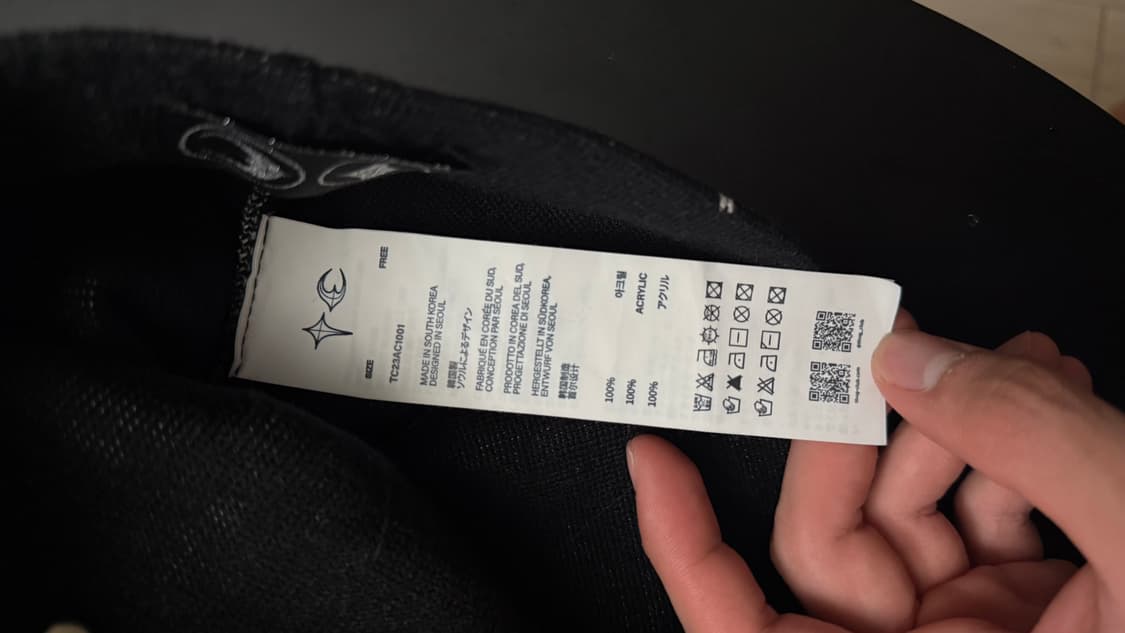 SIZE FREE
TC23AC1001
MADE IN SOUTH KOREA
DESIGNED IN SEOUL
韓国製
ソウルによるデザイン
FABRIQUÉ EN CORÉE DU SUD,
CONCEPTION PAR SÉOUL
PRODOTTO IN COREA DEL SUD,
PROGETTAZIONE DI SEOUL
HERGESTELLT IN SÜDKOREA,
ENTWURF VON SEOUL
韩国制造
首尔设计
100% 아크릴
100% ACRYLIC
100% アクリル